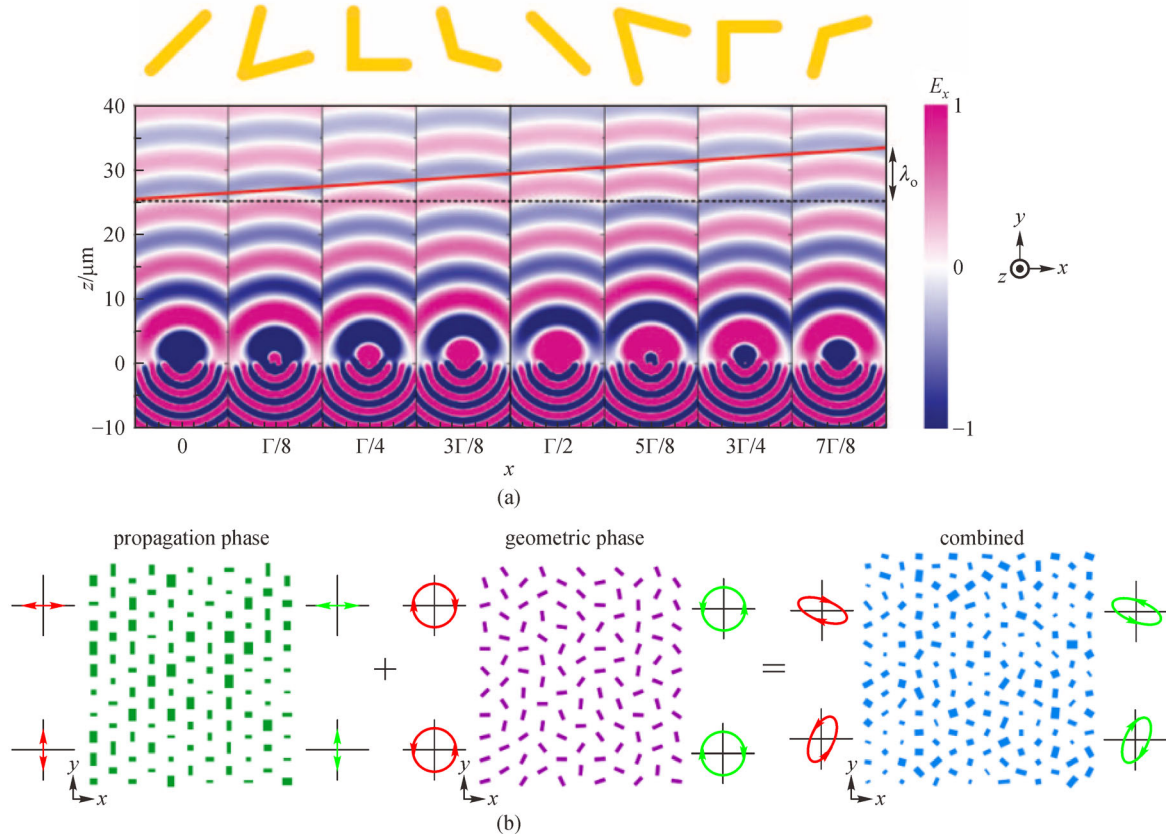 E_x
40
1
30
λ_o
20
y
z/μm
10
0
z
x
0
−10
−1
0
Γ/8
Γ/4
3Γ/8
Γ/2
5Γ/8
3Γ/4
7Γ/8
x
(a)
propagation phase
geometric phase
combined
+
=
y
x
y
x
y
x
(b)